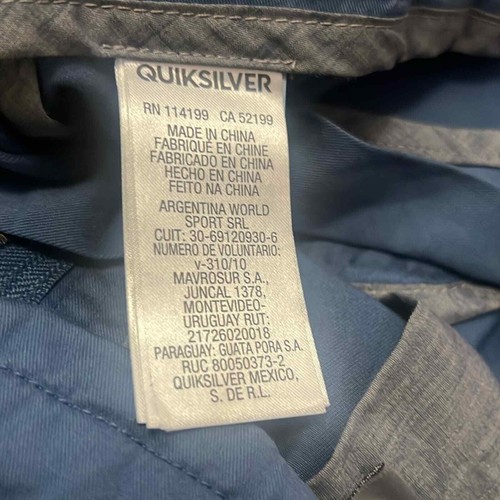 QUIKSILVER
RN 114199 CA 52199
MADE IN CHINA
FABRIQUÉ EN CHINE
FABRICADO EN CHINA
HECHO EN CHINA
FEITO NA CHINA
ARGENTINA WORLD
SPORT SRL
CUIT: 30-69120930-6
NUMERO DE VOLUNTARIO:
v-310/10
MAVROSUR S.A.,
JUNCAL 1378,
MONTEVIDEO-
URUGUAY RUT:
21726020018
PARAGUAY: GUATA PORA S.A.
RUC 80050373-2
QUIKSILVER MEXICO,
S. DE R.L.